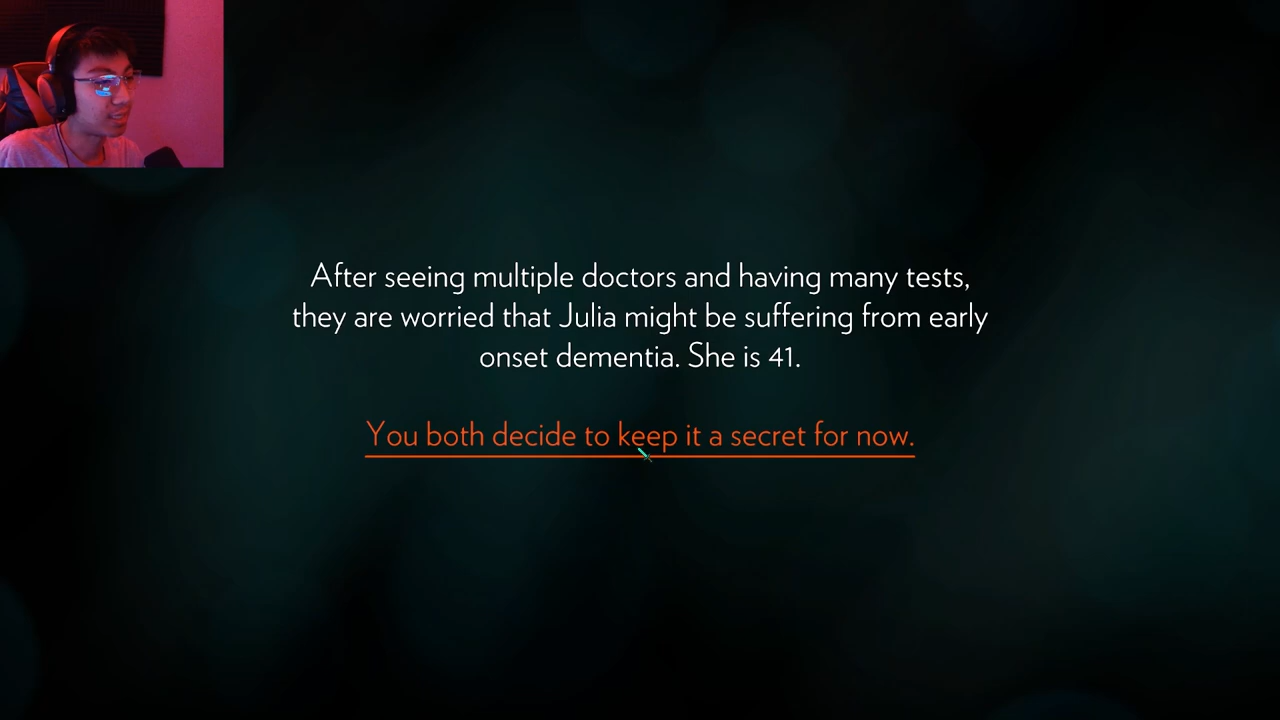 After seeing multiple doctors and having many tests,
they are worried that Julia might be suffering from early
onset dementia. She is 41.
You both decide to keep it a secret for now.